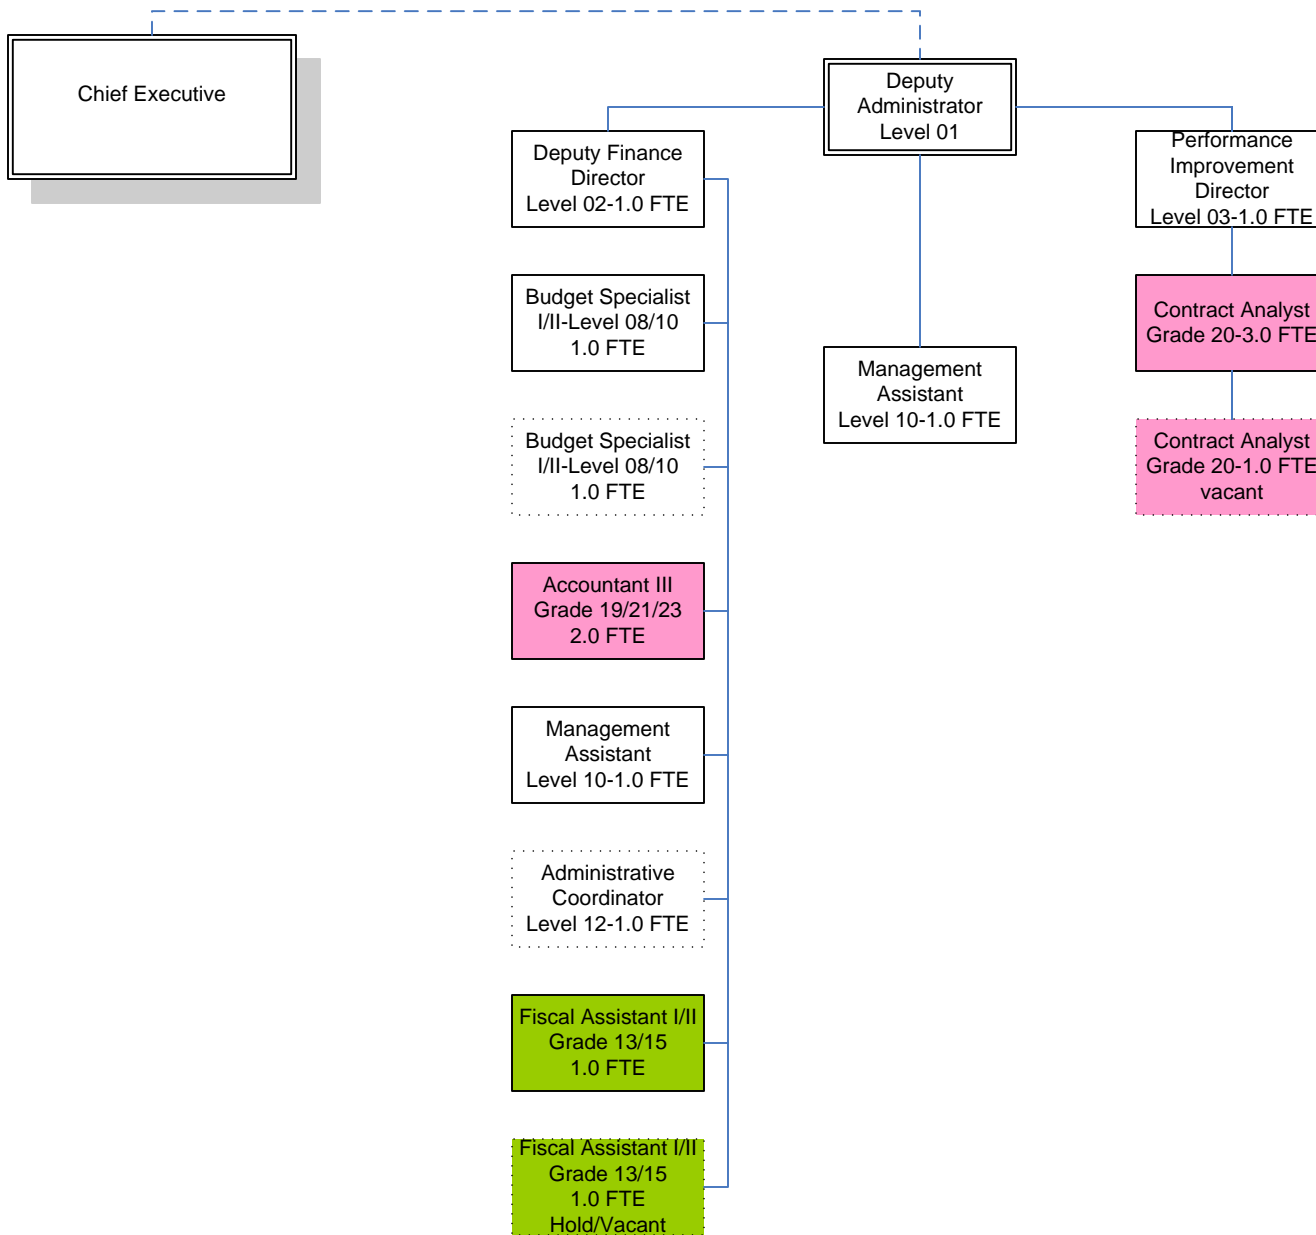 Chief Executive
Deputy
Administrator
Level 01
Deputy Finance
Director
Level 02-1.0 FTE
Performance
Improvement
Director
Level 03-1.0 FTE
Budget Specialist
I/II-Level 08/10
1.0 FTE
Contract Analyst
Grade 20-3.0 FTE
Management
Assistant
Level 10-1.0 FTE
Budget Specialist
I/II-Level 08/10
1.0 FTE
Contract Analyst
Grade 20-1.0 FTE
vacant
Accountant III
Grade 19/21/23
2.0 FTE
Management
Assistant
Level 10-1.0 FTE
Administrative
Coordinator
Level 12-1.0 FTE
Fiscal Assistant I/II
Grade 13/15
1.0 FTE
Fiscal Assistant I/II
Grade 13/15
1.0 FTE
Hold/Vacant